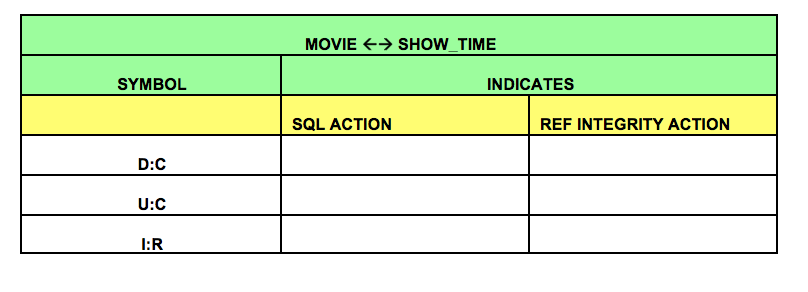 MOVIE ←→ SHOW_TIME
SYMBOL INDICATES
SQL ACTION REF INTEGRITY ACTION
D:C
U:C
I:R